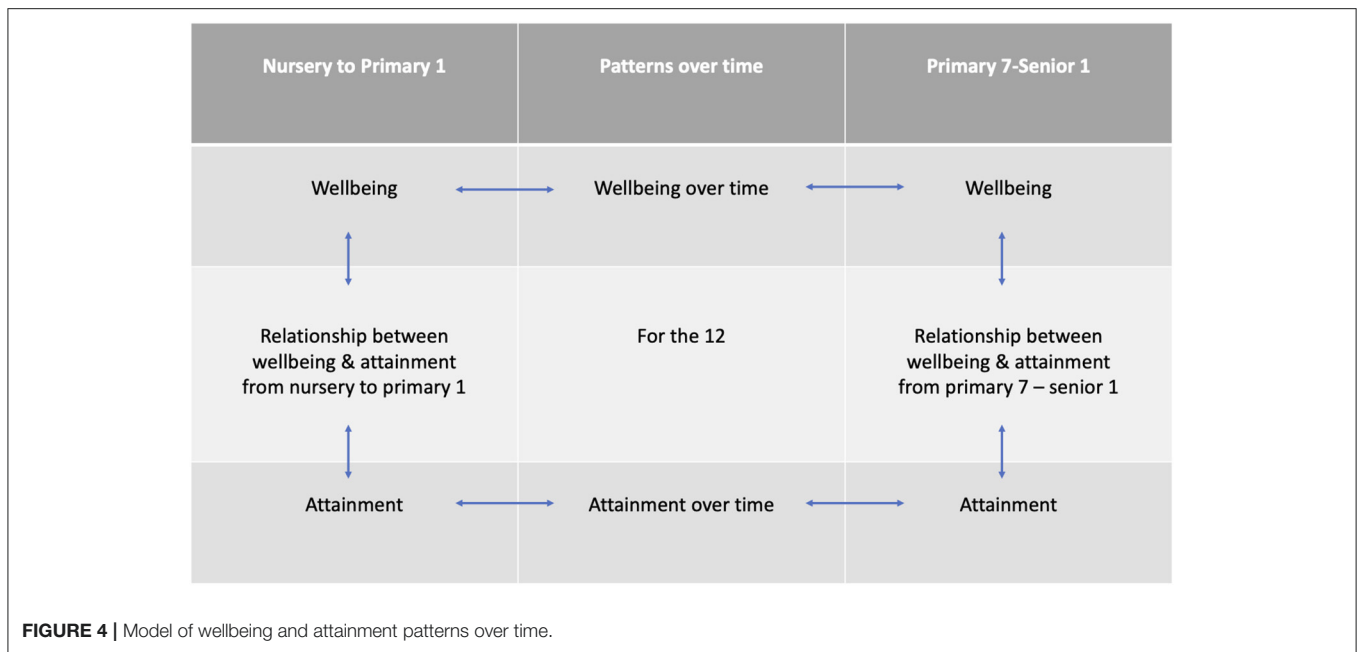 Nursery to Primary 1
Patterns over time
Primary 7-Senior 1
Wellbeing
Wellbeing over time
Wellbeing
Relationship between
wellbeing & attainment
from nursery to primary 1
For the 12
Relationship between
wellbeing & attainment
from primary 7 – senior 1
Attainment
Attainment over time
Attainment
FIGURE 4 | Model of wellbeing and attainment patterns over time.